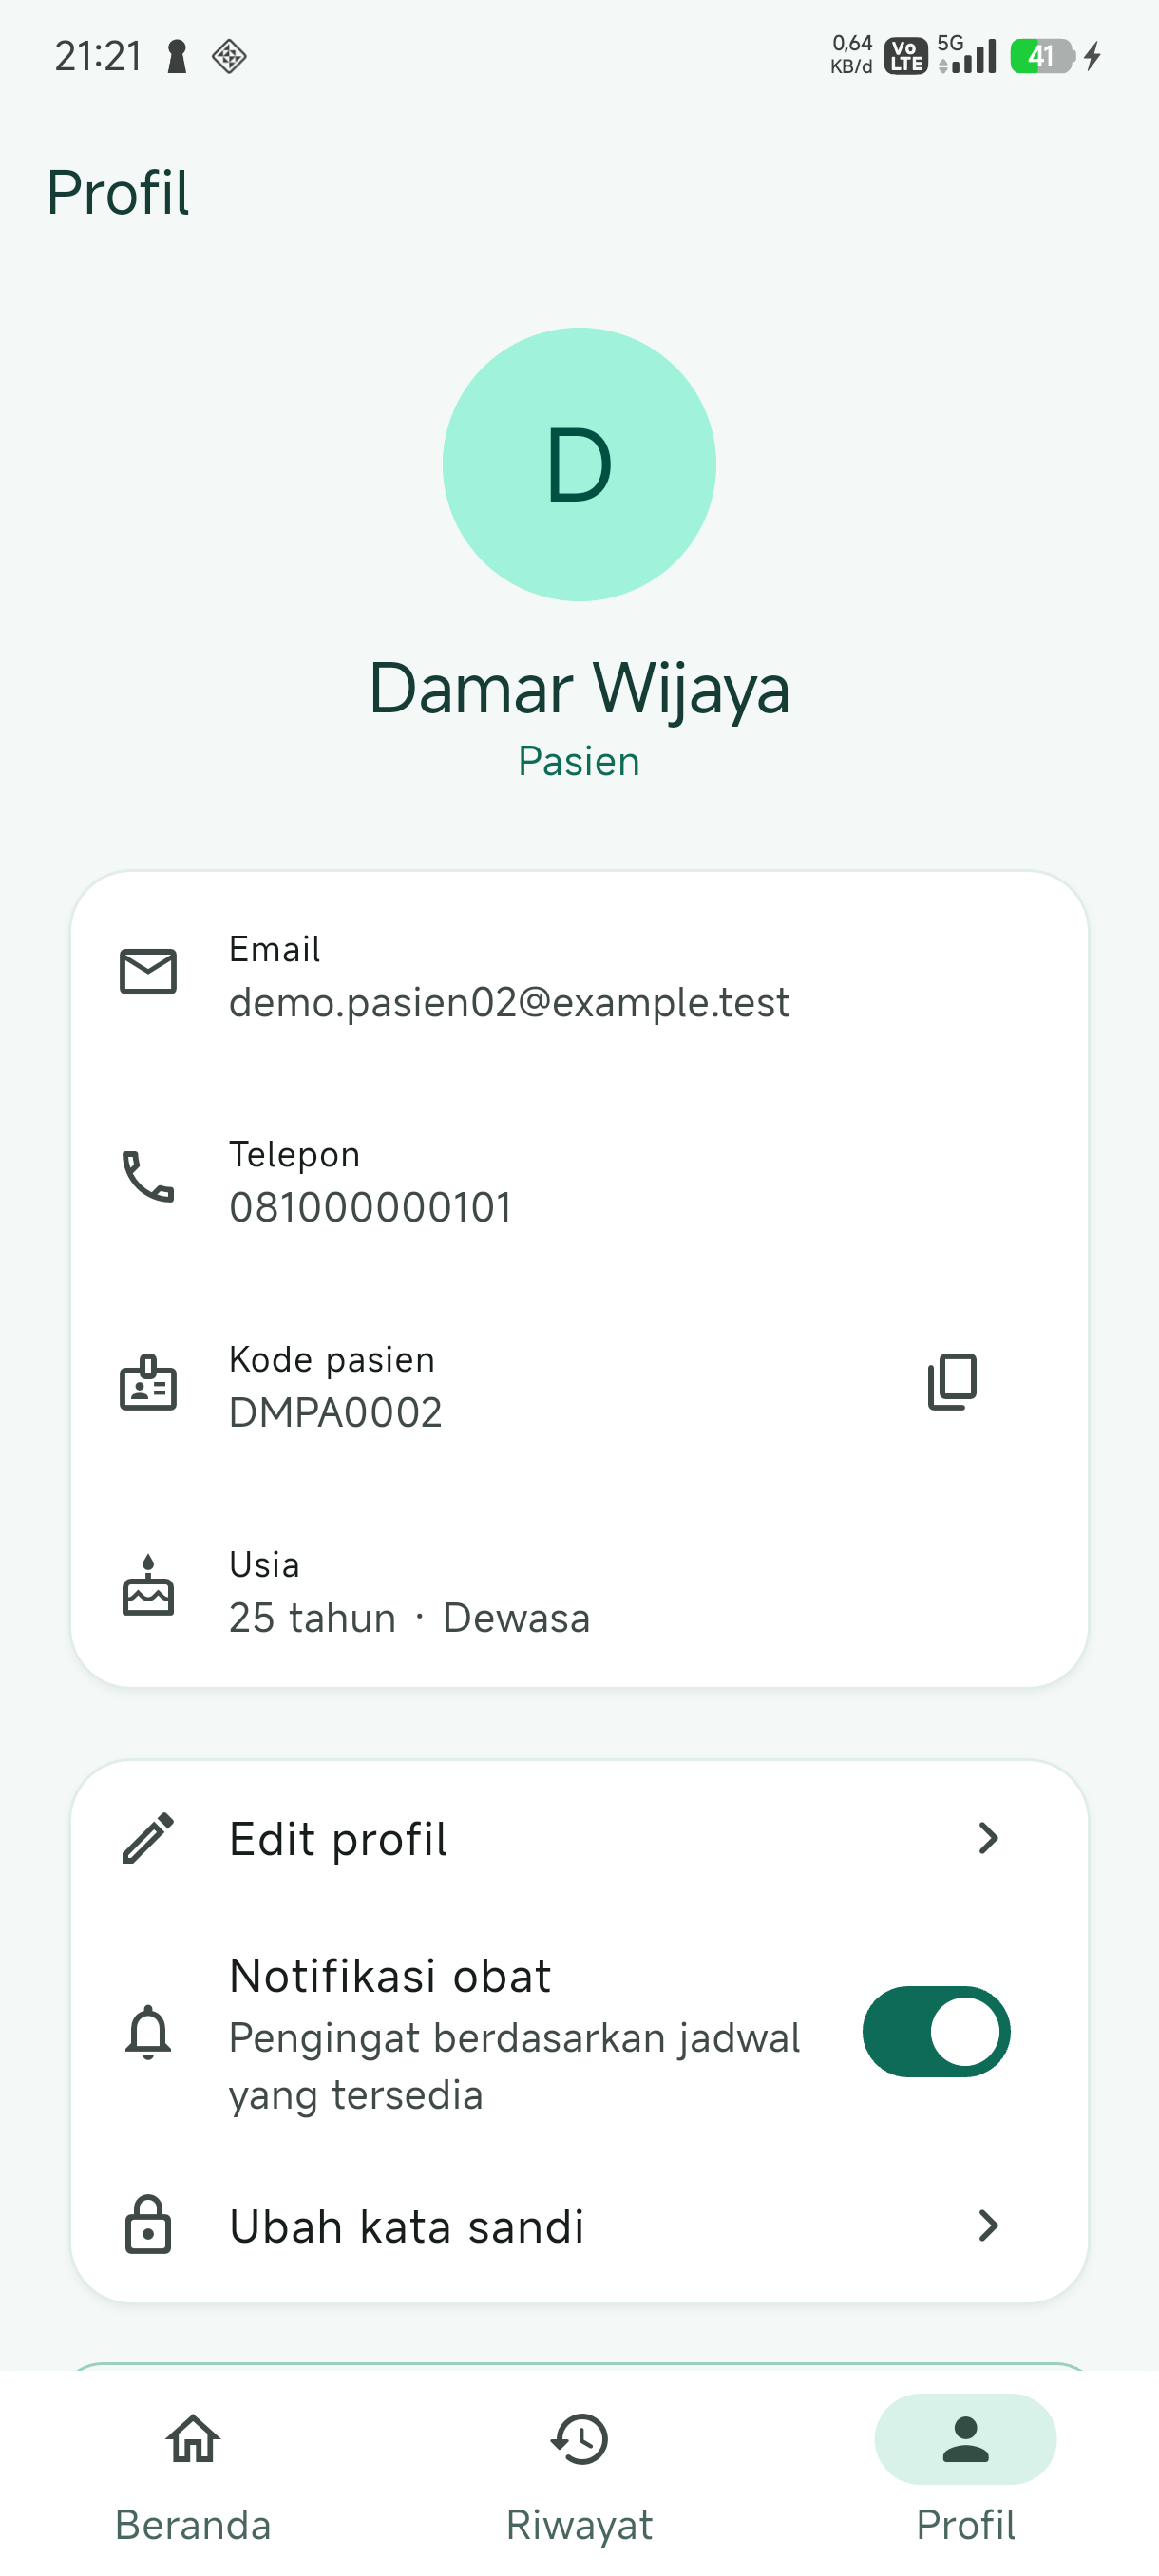 21:21
0,64 KB/d
Vo LTE
5G
41
Profil
D
Damar Wijaya
Pasien
Email
demo.pasien02@example.test
Telepon
081000000101
Kode pasien
DMPA0002
Usia
25 tahun · Dewasa
Edit profil
Notifikasi obat
Pengingat berdasarkan jadwal
yang tersedia
Ubah kata sandi
Beranda
Riwayat
Profil